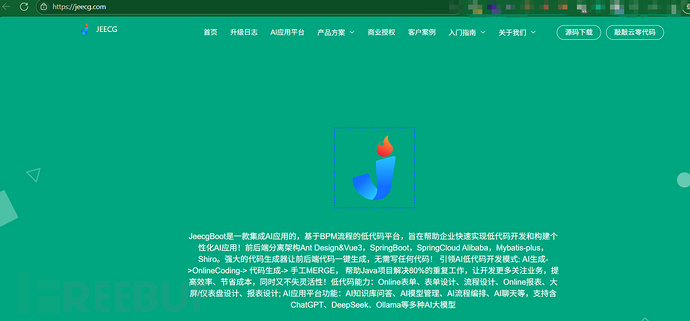 https://jeecg.com
JEECG 首页 升级日志 AI应用平台 产品方案 商业授权 客户案例 入门指南 关于我们 源码下载 敲敲云零代码
JeecgBoot是一款集成AI应用的，基于BPM流程的低代码平台，旨在帮助企业快速实现低代码开发和构建个
性化AI应用！前后端分离架构Ant Design&Vue3，SpringBoot，SpringCloud Alibaba，Mybatis-plus，
Shiro。强大的代码生成器让前后端代码一键生成，无需写任何代码！ 引领AI低代码开发模式: AI生成-
>OnlineCoding-> 代码生成-> 手工MERGE， 帮助Java项目解决80%的重复工作，让开发更多关注业务，提
高效率、节省成本，同时又不失灵活性！低代码能力：Online表单、表单设计、流程设计、Online报表、大
屏/仪表盘设计、报表设计; AI应用平台功能：AI知识库问答、AI模型管理、AI流程编排、AI聊天等，支持含
ChatGPT、DeepSeek、Ollama等多种AI大模型
REEBUF